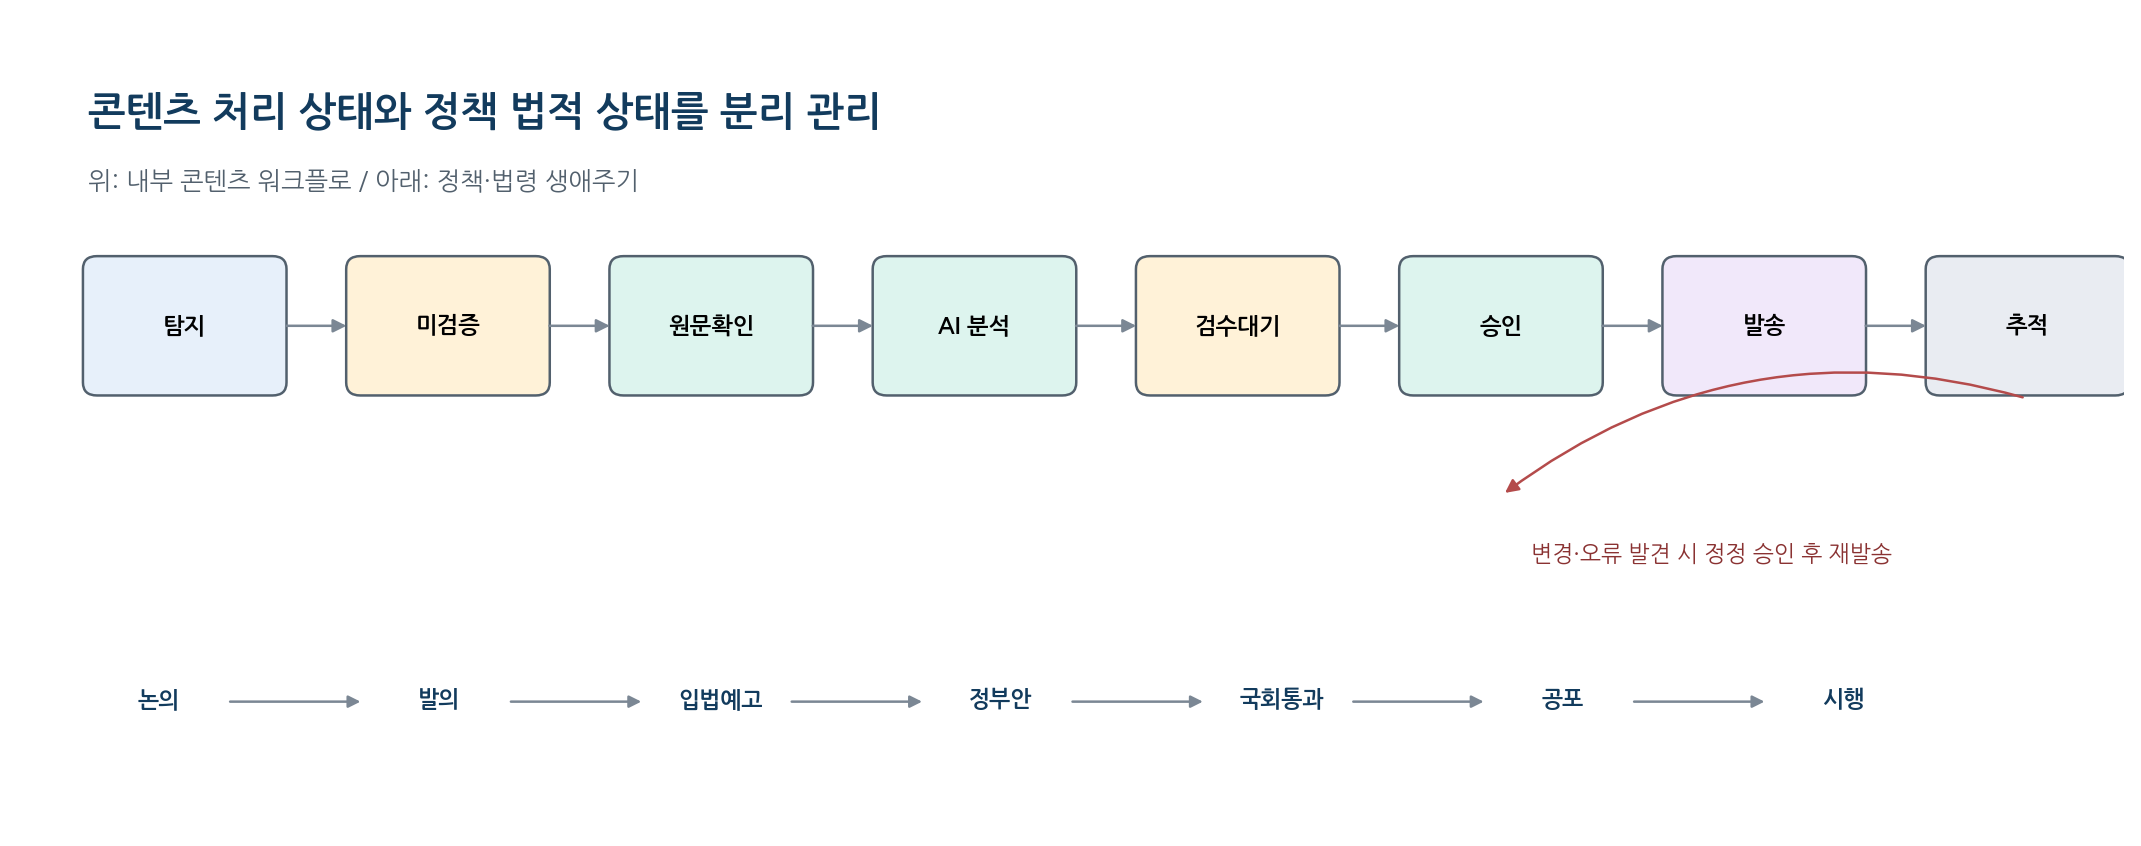 콘텐츠 처리 상태와 정책 법적 상태를 분리 관리
위: 내부 콘텐츠 워크플로 / 아래: 정책·법령 생애주기
탐지
미검증
원문확인
AI 분석
검수대기
승인
발송
추적
변경·오류 발견 시 정정 승인 후 재발송
논의
발의
입법예고
정부안
국회통과
공포
시행